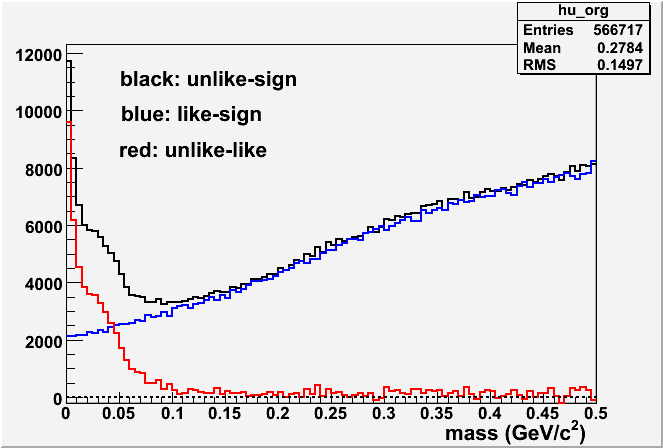 hu_org
Entries 566717
Mean 0.2784
RMS 0.1497
12000
10000
8000
6000
4000
2000
0
black: unlike-sign
blue: like-sign
red: unlike-like
0 0.05 0.1 0.15 0.2 0.25 0.3 0.35 0.4 0.45 0.5
mass (GeV/c²)